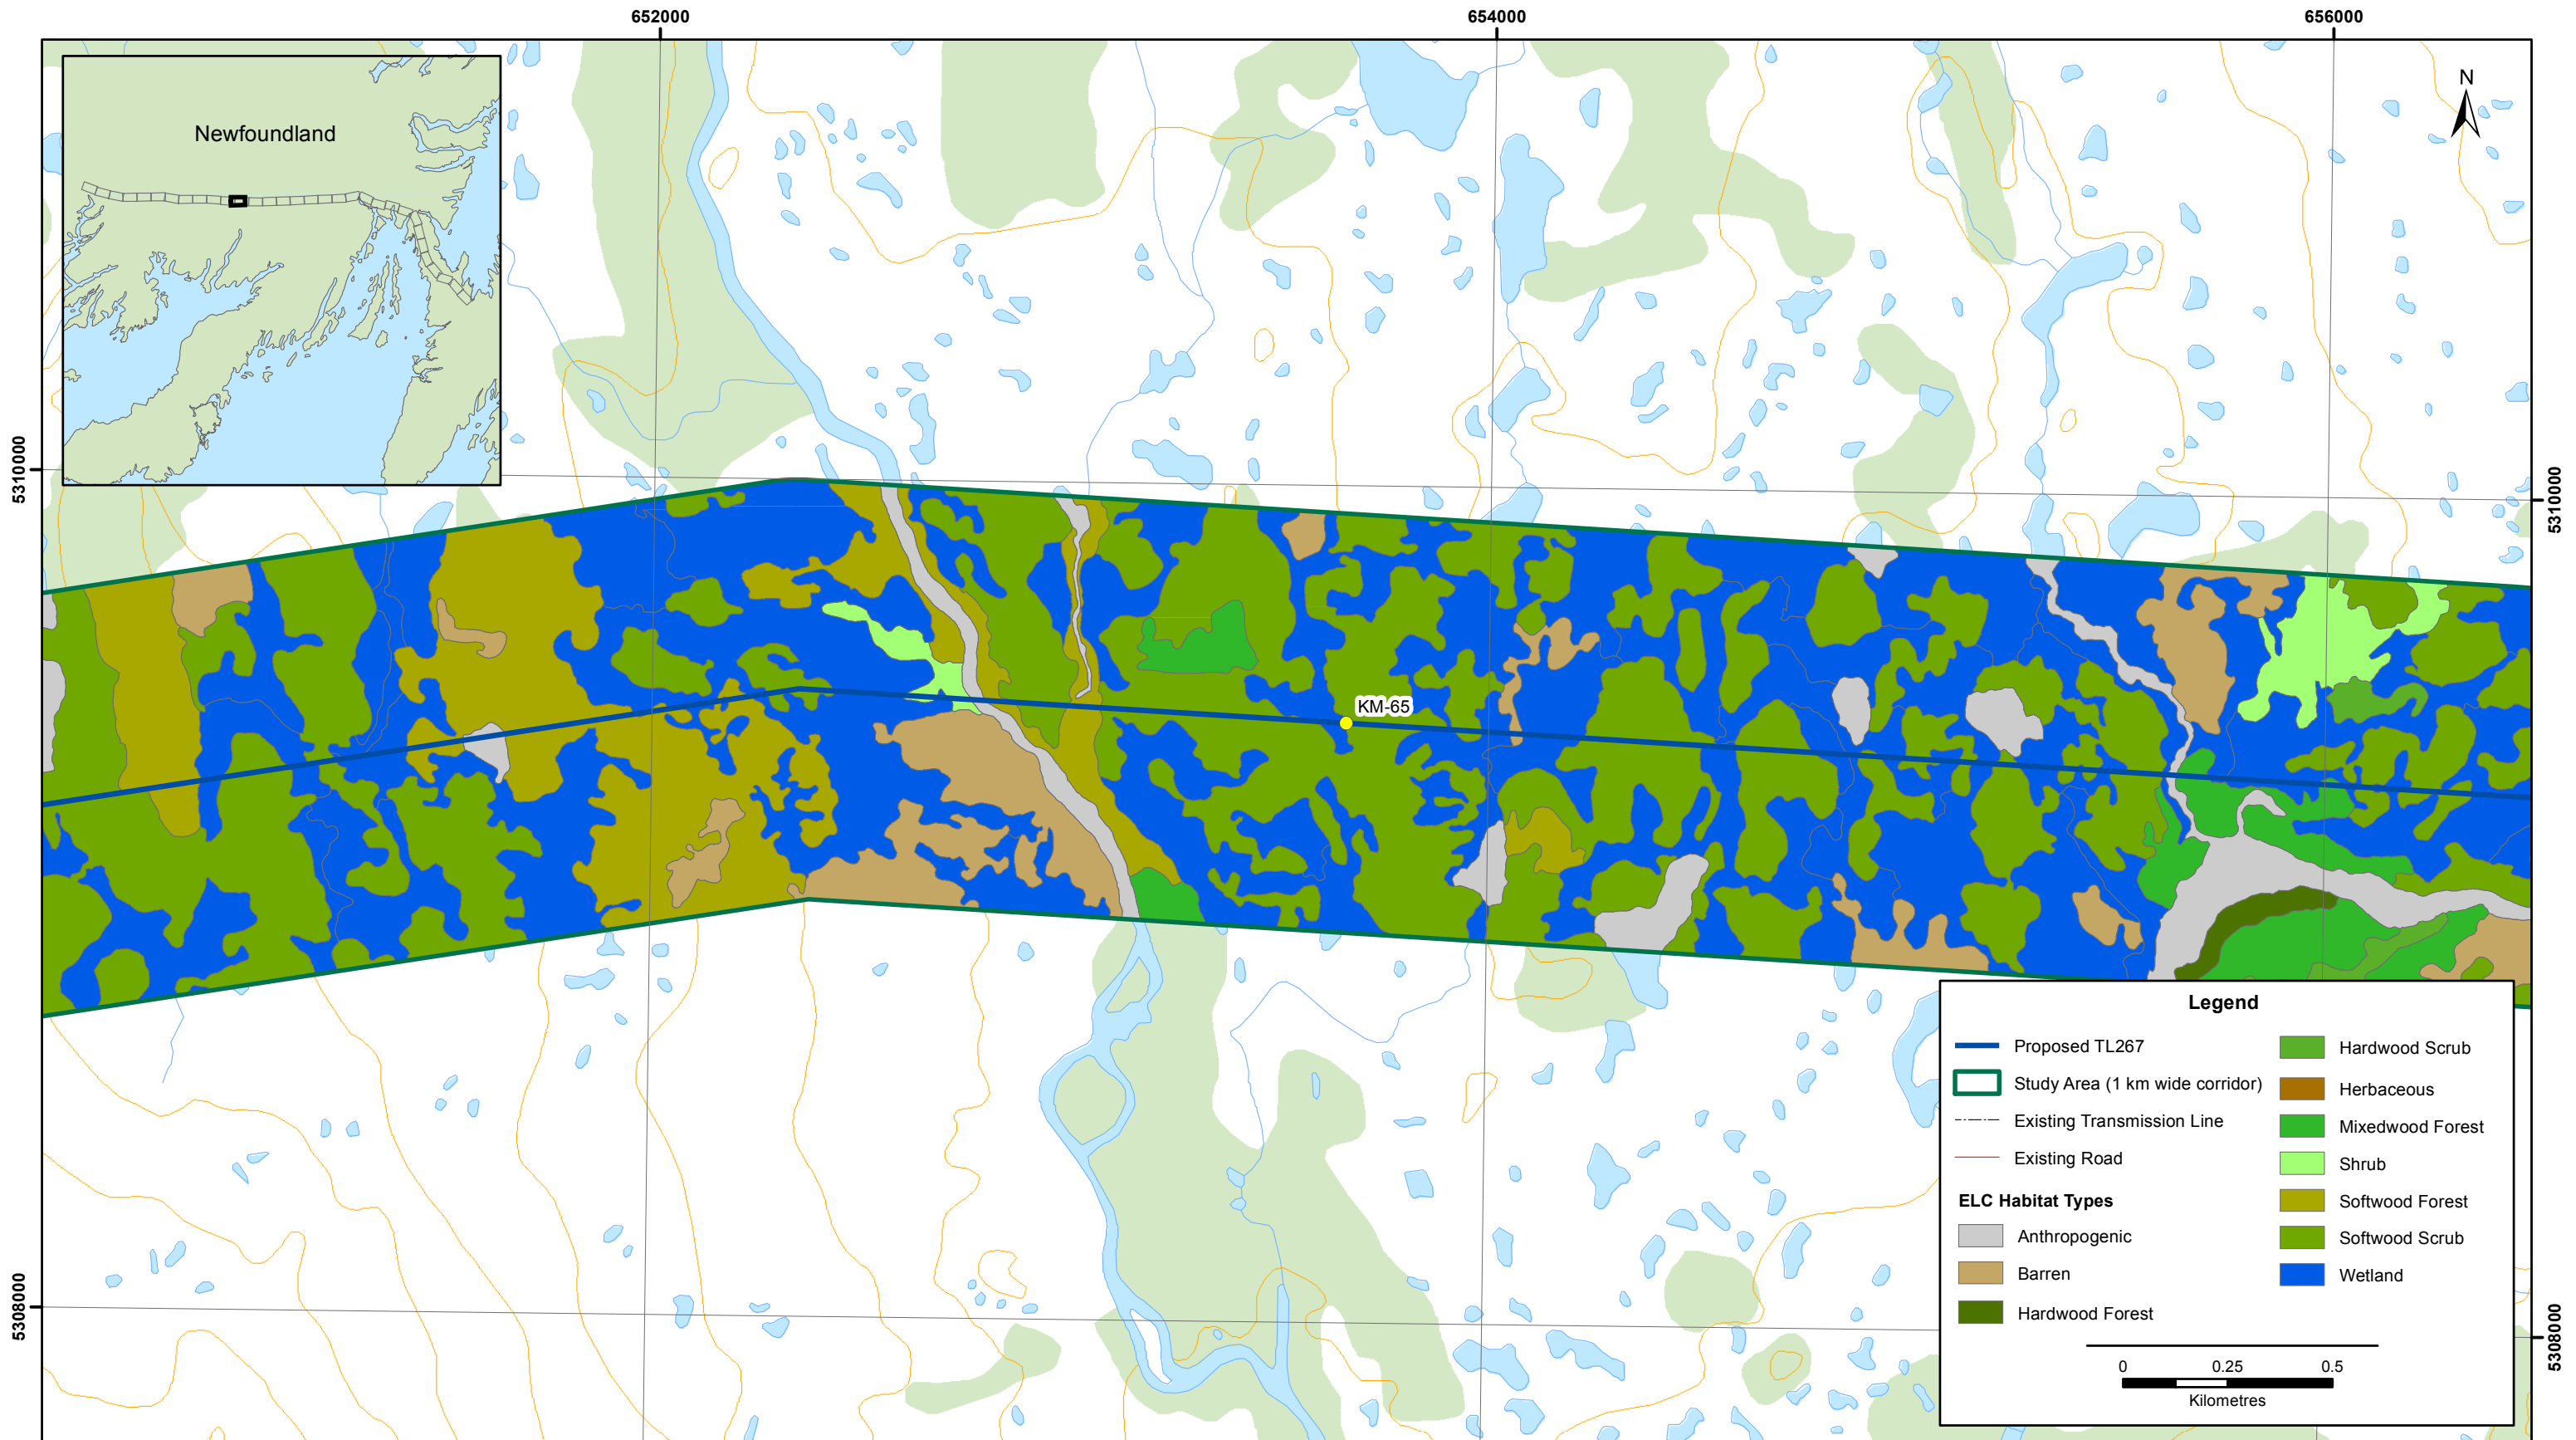 652000
654000
656000
Newfoundland
N
5310000
5310000
KM-65
Legend
Proposed TL267
Study Area (1 km wide corridor)
Existing Transmission Line
Existing Road
ELC Habitat Types
Anthropogenic
Barren
Hardwood Forest
Hardwood Scrub
Herbaceous
Mixedwood Forest
Shrub
Softwood Forest
Softwood Scrub
Wetland
0 0.25 0.5
Kilometres
5308000
5308000